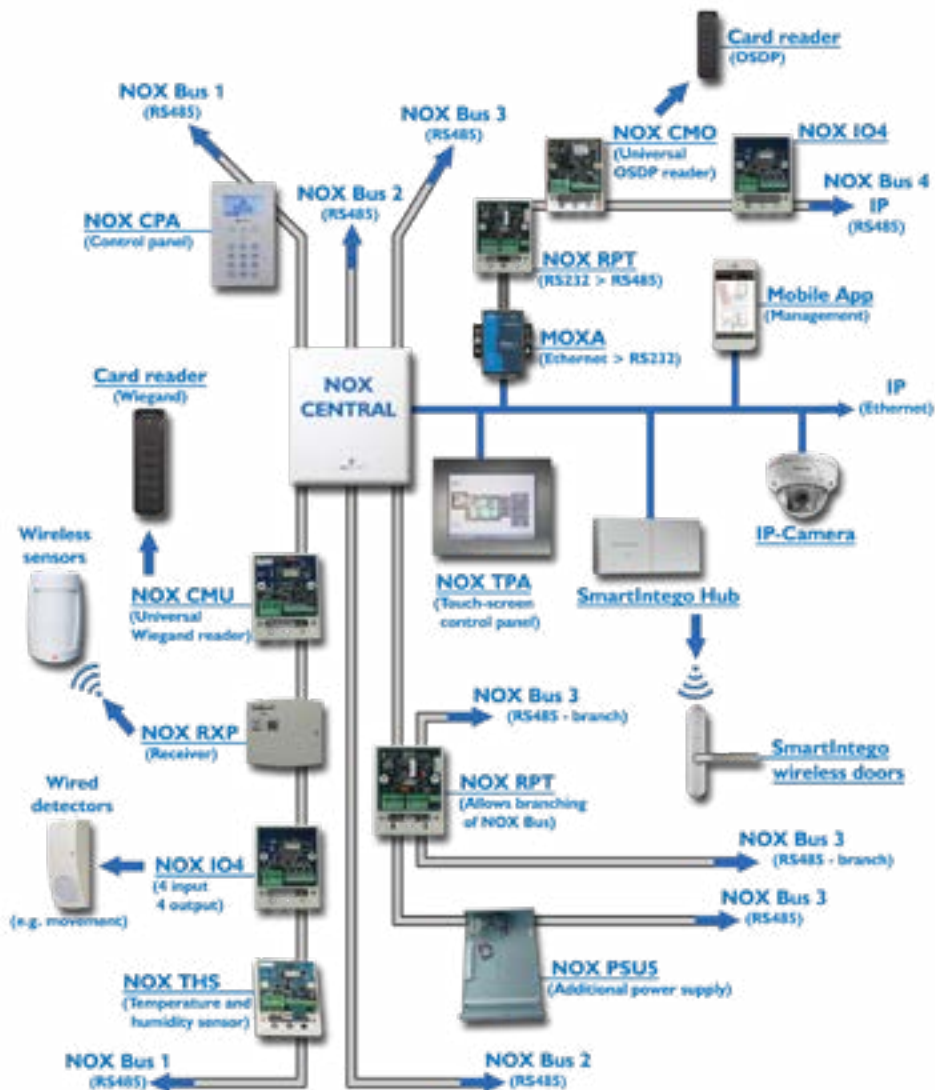 Card reader
(OSDP)
NOX Bus 1
(RS485)
NOX Bus 3
(RS485)
NOX CMO
(Universal
OSDP reader)
NOX IO4
NOX Bus 2
(RS485)
NOX Bus 4
IP
(RS485)
NOX CPA
(Control panel)
NOX RPT
(RS232 > RS485)
Mobile App
(Management)
MOXA
(Ethernet > RS232)
Card reader
(Wiegand)
NOX
CENTRAL
IP
(Ethernet)
Wireless
sensors
IP-Camera
NOX TPA
(Touch-screen
control panel)
SmartIntego Hub
NOX CMU
(Universal
Wiegand reader)
NOX Bus 3
(RS485 - branch)
NOX RXP
(Receiver)
SmartIntego
wireless doors
NOX RPT
(Allows branching
of NOX Bus)
Wired
detectors
NOX Bus 3
(RS485 - branch)
NOX IO4
(4 input
4 output)
(e.g. movement)
NOX Bus 3
(RS485)
NOX PSU5
(Additional power supply)
NOX THS
(Temperature and
humidity sensor)
NOX Bus 1
(RS485)
NOX Bus 2
(RS485)